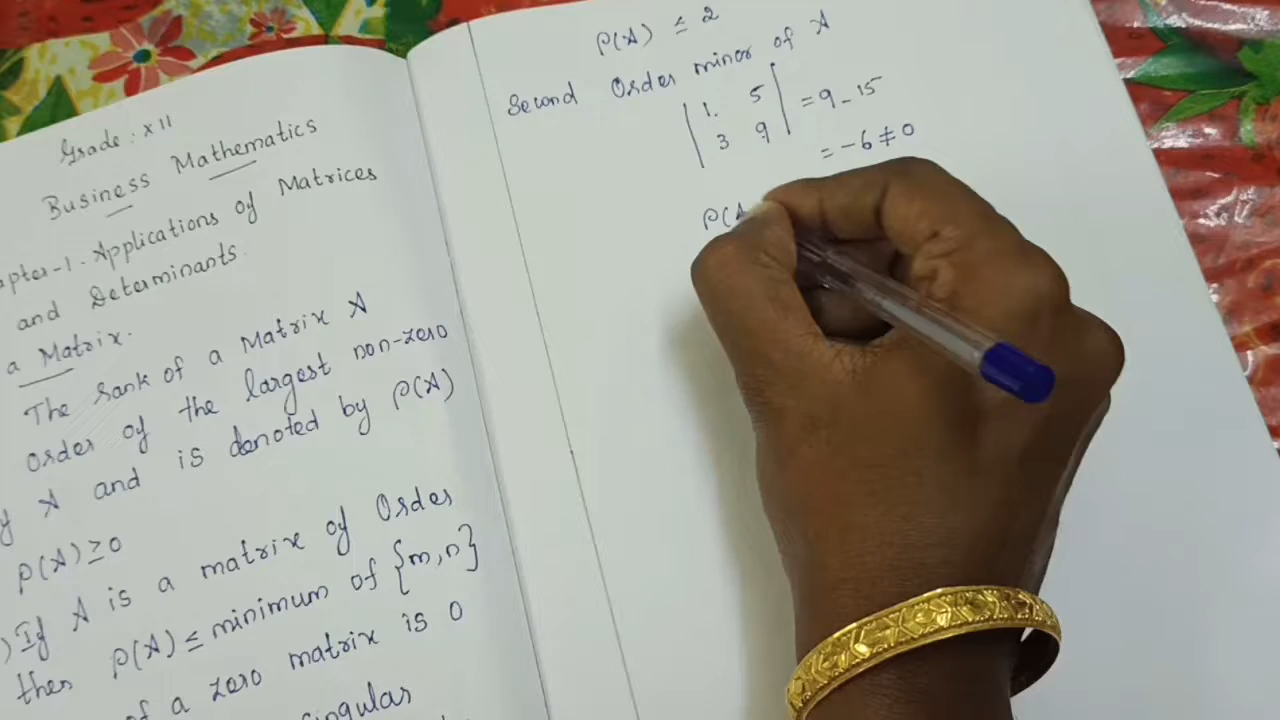 Grade : XII
Business Mathematics
Chapter-1. Applications of Matrices
and Determinants.
a Matrix.
The rank of a Matrix A
order of the largest non-zero
A and is denoted by ρ(A)
ρ(A) ≥ 0
) If A is a matrix of Order
then ρ(A) ≤ minimum of {m,n}
of a zero matrix is 0
ρ(A) ≤ 2
Second Order minor of A
| 1. 5 | = 9 - 15
| 3 9 | = -6 ≠ 0
ρ(A